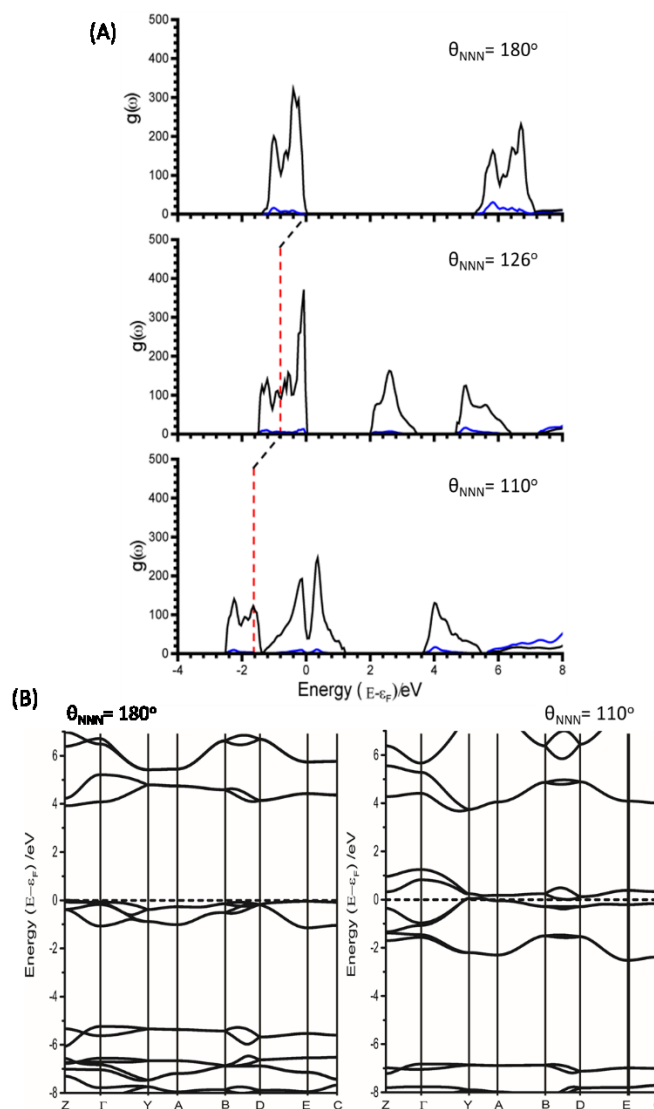 (A)
θNNN= 180°
500
400
300
200
100
0
g(ω)
θNNN= 126°
500
400
300
200
100
0
g(ω)
θNNN= 110°
500
400
300
200
100
0
g(ω)
-4 -2 0 2 4 6 8
Energy (E-εF)/eV
(B)
θNNN= 180°
θNNN= 110°
6
4
2
0
-2
-4
-6
-8
Energy (E-εF) /eV
Z Γ Y A B D E C
6
4
2
0
-2
-4
-6
-8
Energy (E-εF) /eV
Z Γ Y A B D E